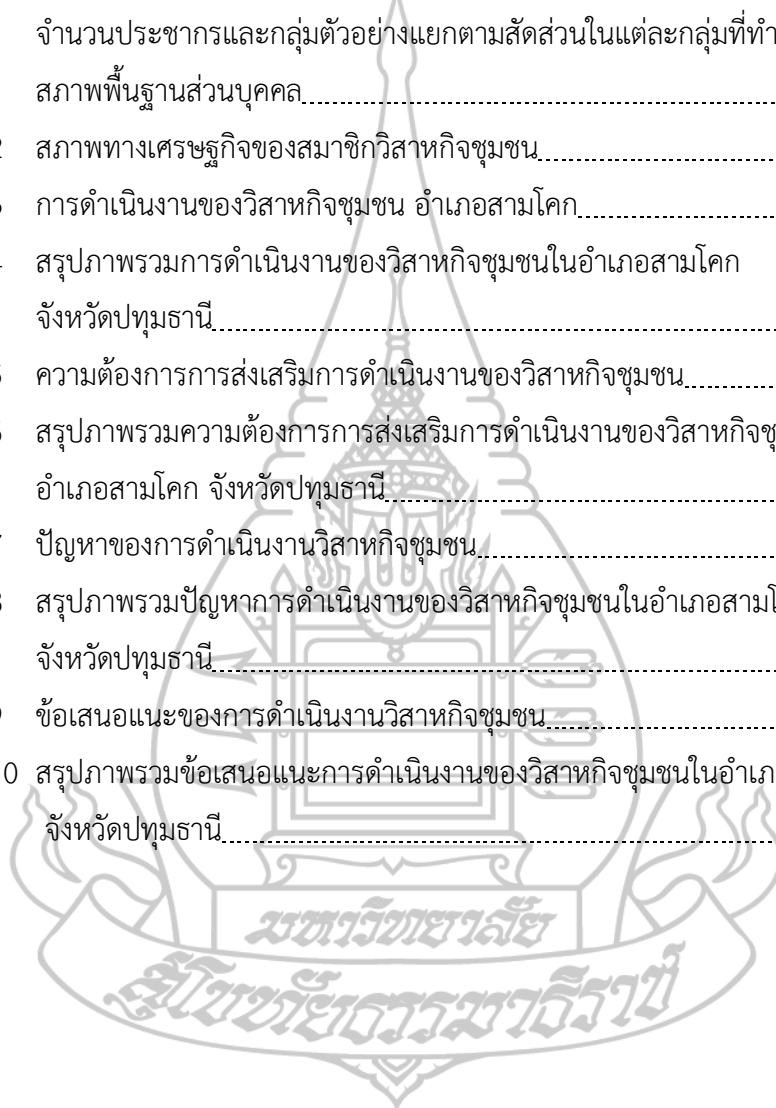 จำนวนประชากรและกลุ่มตัวอย่างแยกตามสัดส่วนในแต่ละกลุ่มที่ทำ
สภาพพื้นฐานส่วนบุคคล
สภาพทางเศรษฐกิจของสมาชิกวิสาหกิจชุมชน
การดำเนินงานของวิสาหกิจชุมชน อำเภอสามโคก
สรุปภาพรวมการดำเนินงานของวิสาหกิจชุมชนในอำเภอสามโคก
จังหวัดปทุมธานี
ความต้องการการส่งเสริมการดำเนินงานของวิสาหกิจชุมชน
สรุปภาพรวมความต้องการการส่งเสริมการดำเนินงานของวิสาหกิจชุ
อำเภอสามโคก จังหวัดปทุมธานี
ปัญหาของการดำเนินงานวิสาหกิจชุมชน
สรุปภาพรวมปัญหาการดำเนินงานของวิสาหกิจชุมชนในอำเภอสามโ
จังหวัดปทุมธานี
ข้อเสนอแนะของการดำเนินงานวิสาหกิจชุมชน
0 สรุปภาพรวมข้อเสนอแนะการดำเนินงานของวิสาหกิจชุมชนในอำเภ
จังหวัดปทุมธานี
มหาวิทยาลัย
สุโขทัยธรรมาธิราช